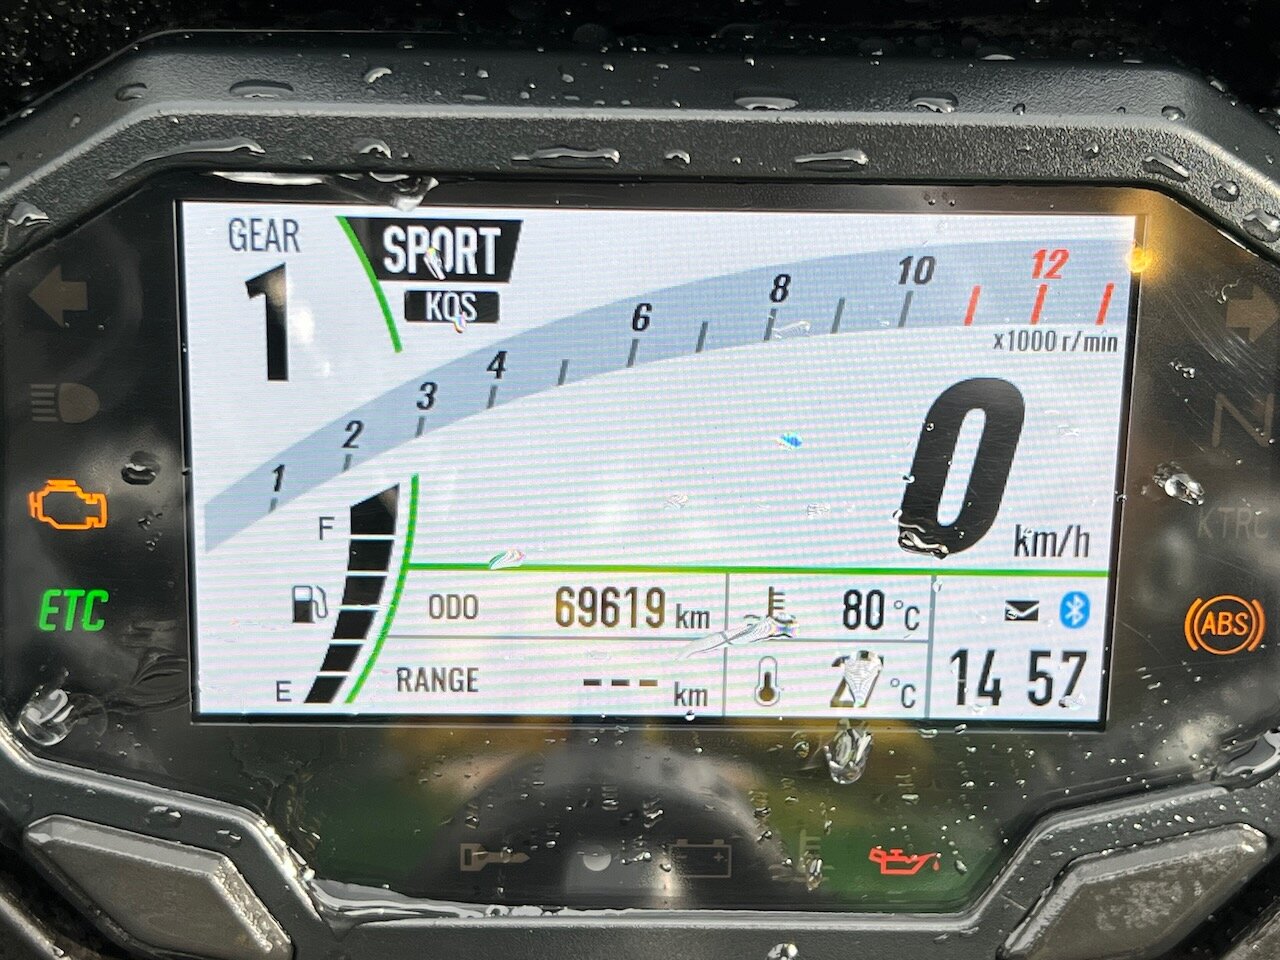 GEAR
SPORT
1
KQS
1 2 3 4 6 8 10 12
x1000 r/min
0
km/h
F
E
ODO 69619 km
80 °C
RANGE --- km
°C
14 57
ETC
KTRC
N
ABS